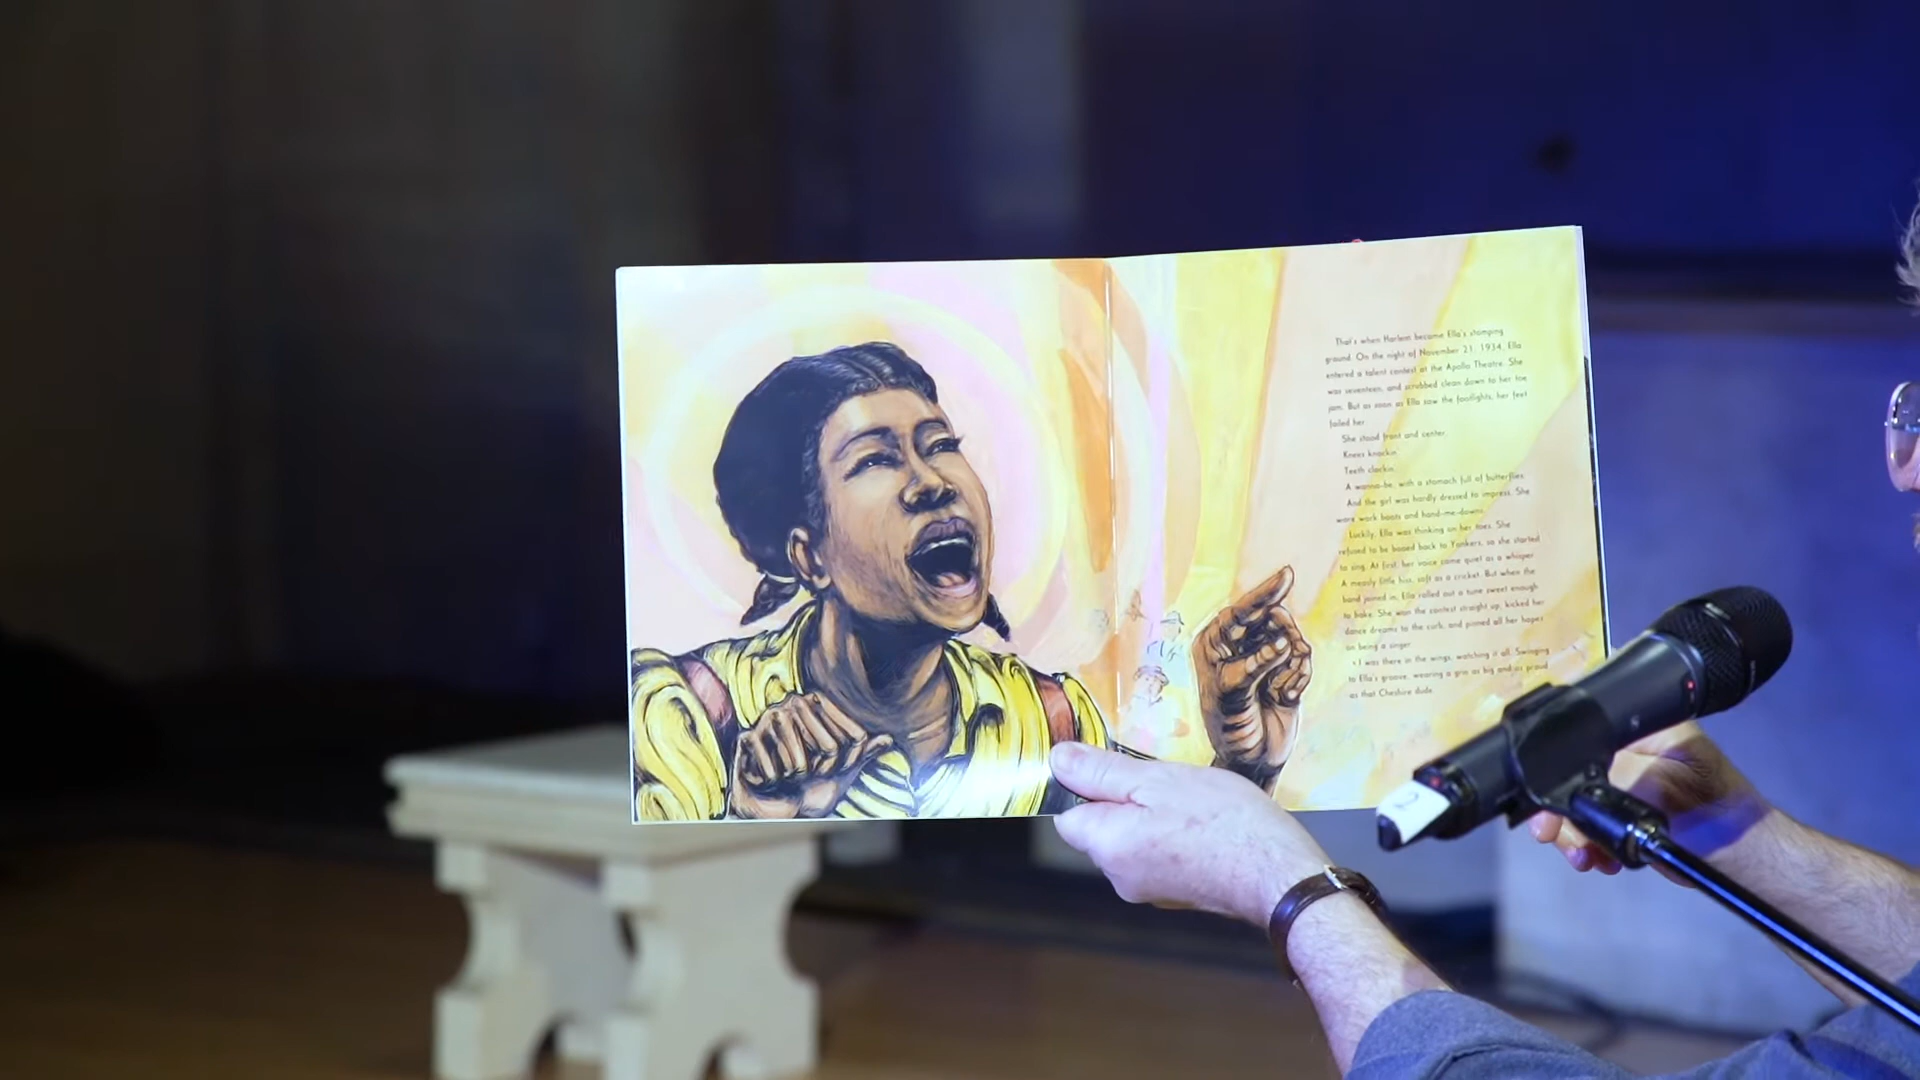 That's when Harlem became Ella's stomping
ground. On the night of November 21, 1934, Ella
entered a talent contest at the Apollo Theatre. She
was seventeen, and scrubbed clean down to her toe
jam. But as soon as Ella saw the footlights, her feet
failed her.
She stood front and center.
Knees knockin.
Teeth clackin.
A wanna-be, with a stomach full of butterflies.
And the girl was hardly dressed to impress. She
wore work boots and hand-me-downs.
Luckily, Ella was thinking on her toes. She
refused to be booed back to Yonkers, so she started
to sing. At first, her voice came quiet as a whisper.
A measly little hiss, soft as a cricket. But when the
band joined in, Ella rolled out a tune sweet enough
to bake. She won the contest straight up, kicked her
dance dreams to the curb, and pinned all her hopes
on being a singer.
I was there in the wings, watching it all. Swinging
to Ella's groove, wearing a grin as big and as proud
as that Cheshire dude.
2